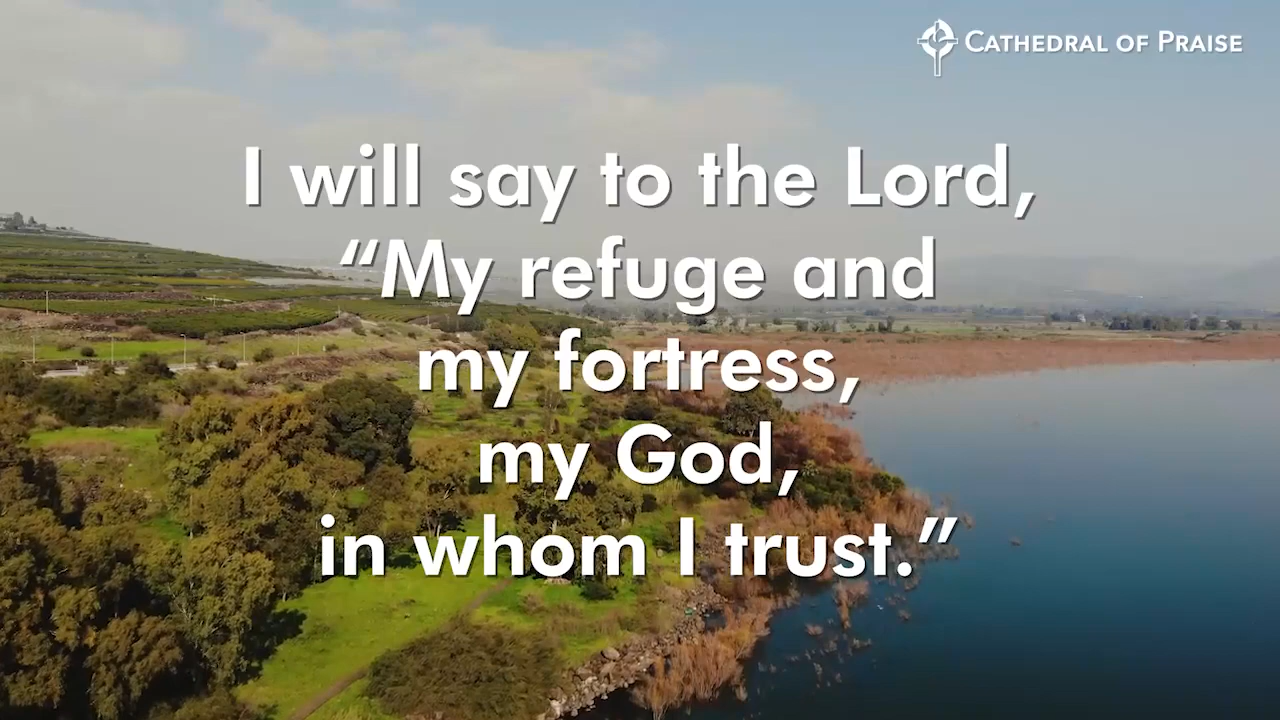 CATHEDRAL OF PRAISE
I will say to the Lord,
“My refuge and
my fortress,
my God,
in whom I trust.”